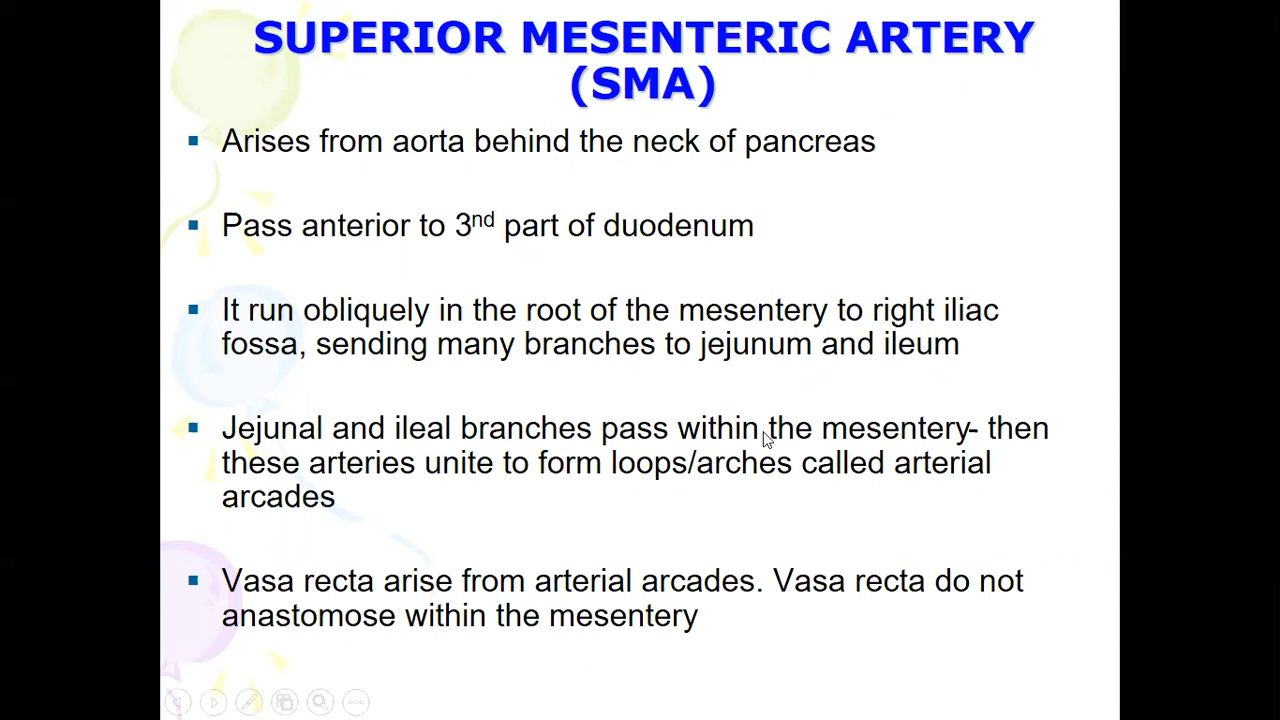 SUPERIOR MESENTERIC ARTERY
(SMA)
▪ Arises from aorta behind the neck of pancreas
▪ Pass anterior to 3nd part of duodenum
▪ It run obliquely in the root of the mesentery to right iliac
fossa, sending many branches to jejunum and ileum
▪ Jejunal and ileal branches pass within the mesentery- then
these arteries unite to form loops/arches called arterial
arcades
▪ Vasa recta arise from arterial arcades. Vasa recta do not
anastomose within the mesentery